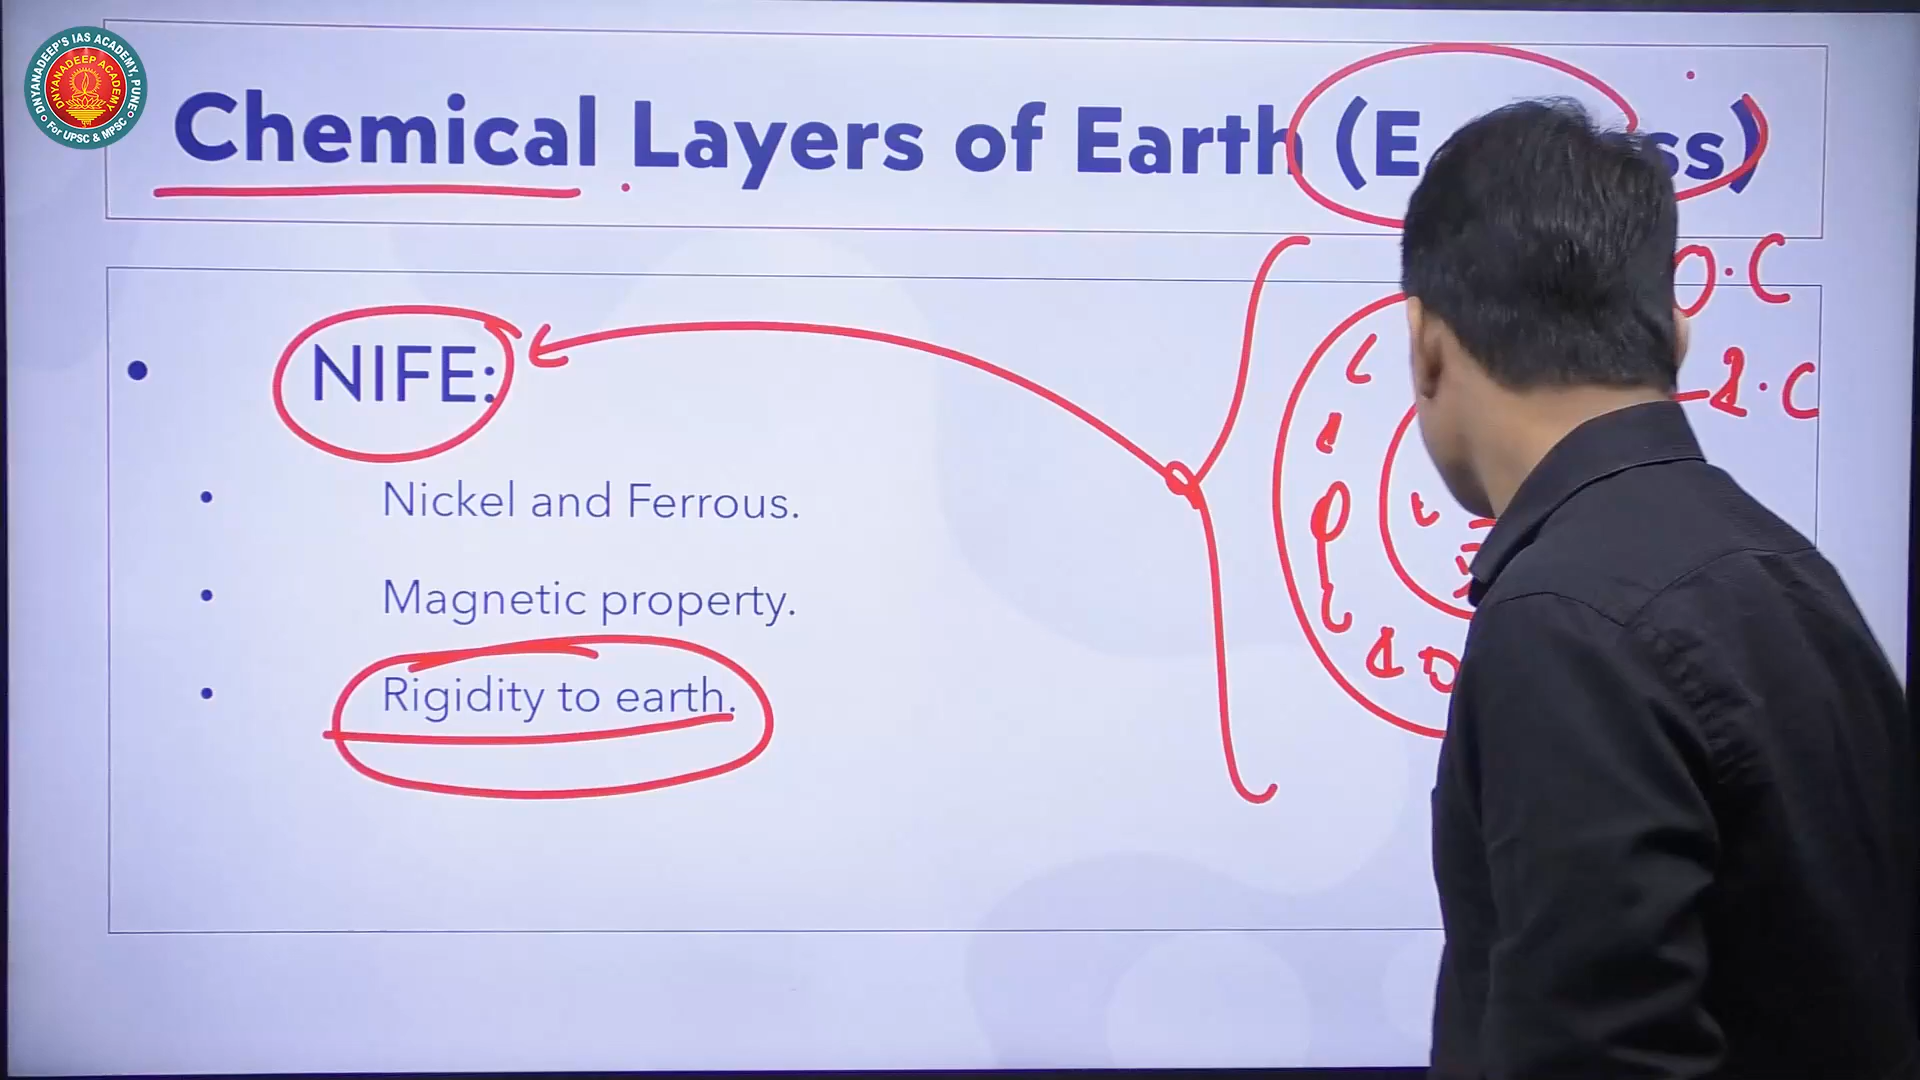 DNYANADEEP'S IAS ACADEMY, PUNE
DNYANADEEP ACADEMY
For UPSC & MPSC
Chemical Layers of Earth (E ss)
NIFE:
Nickel and Ferrous.
Magnetic property.
Rigidity to earth.
O.C
I.C